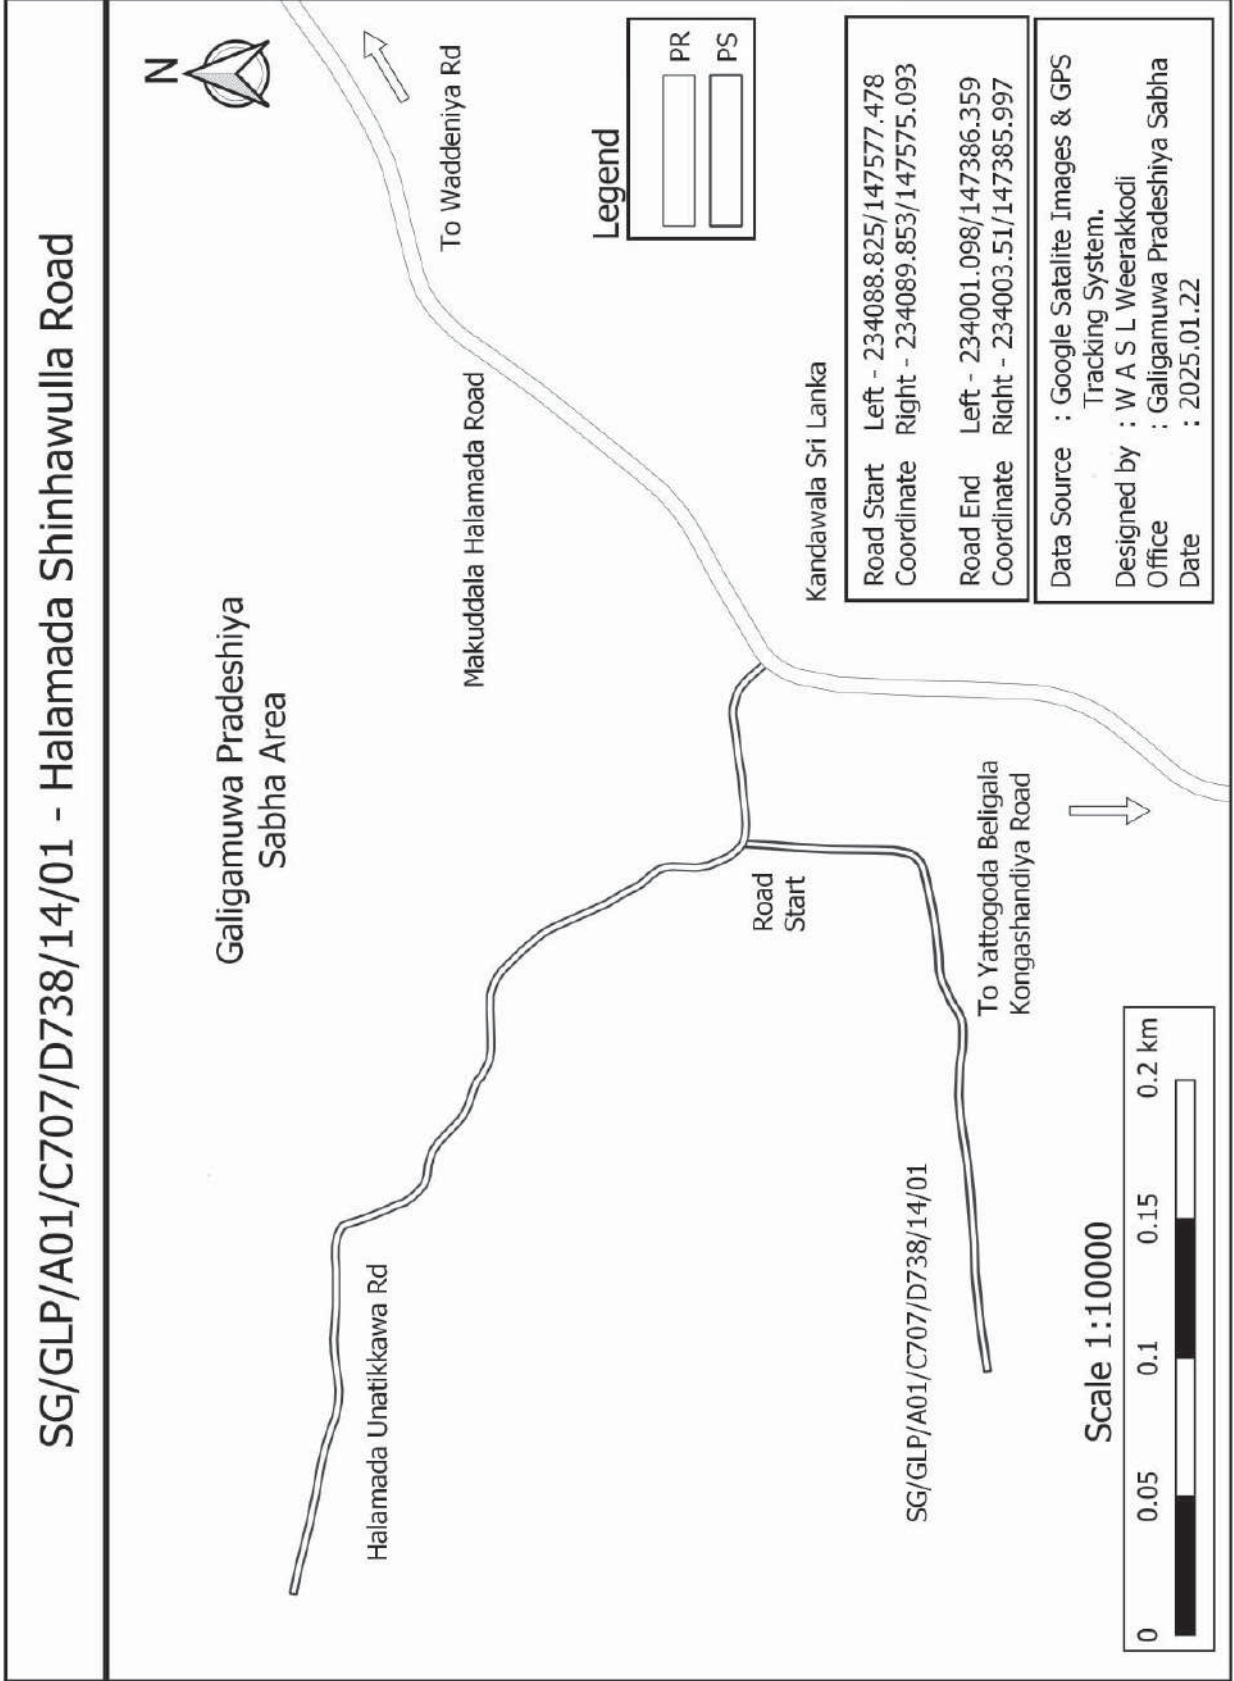 SG/GLP/A01/C707/D738/14/01 - Halamada Shinhawulla Road
N
Galigamuwa Pradeshiya
Sabha Area
To Waddeniya Rd
Makuddala Halamada Road
Halamada Unatikkawa Rd
Legend
PR
PS
Road
Start
Kandawala Sri Lanka
Road Start Left - 234088.825/147577.478
Coordinate Right - 234089.853/147575.093
Road End Left - 234001.098/147386.359
Coordinate Right - 234003.51/147385.997
To Yattogoda Beligala
Kongashandiya Road
SG/GLP/A01/C707/D738/14/01
Data Source : Google Satalite Images & GPS
Tracking System.
Designed by : W A S L Weerakkodi
Office : Galigamuwa Pradeshiya Sabha
Date : 2025.01.22
Scale 1:10000
0 0.05 0.1 0.15 0.2 km